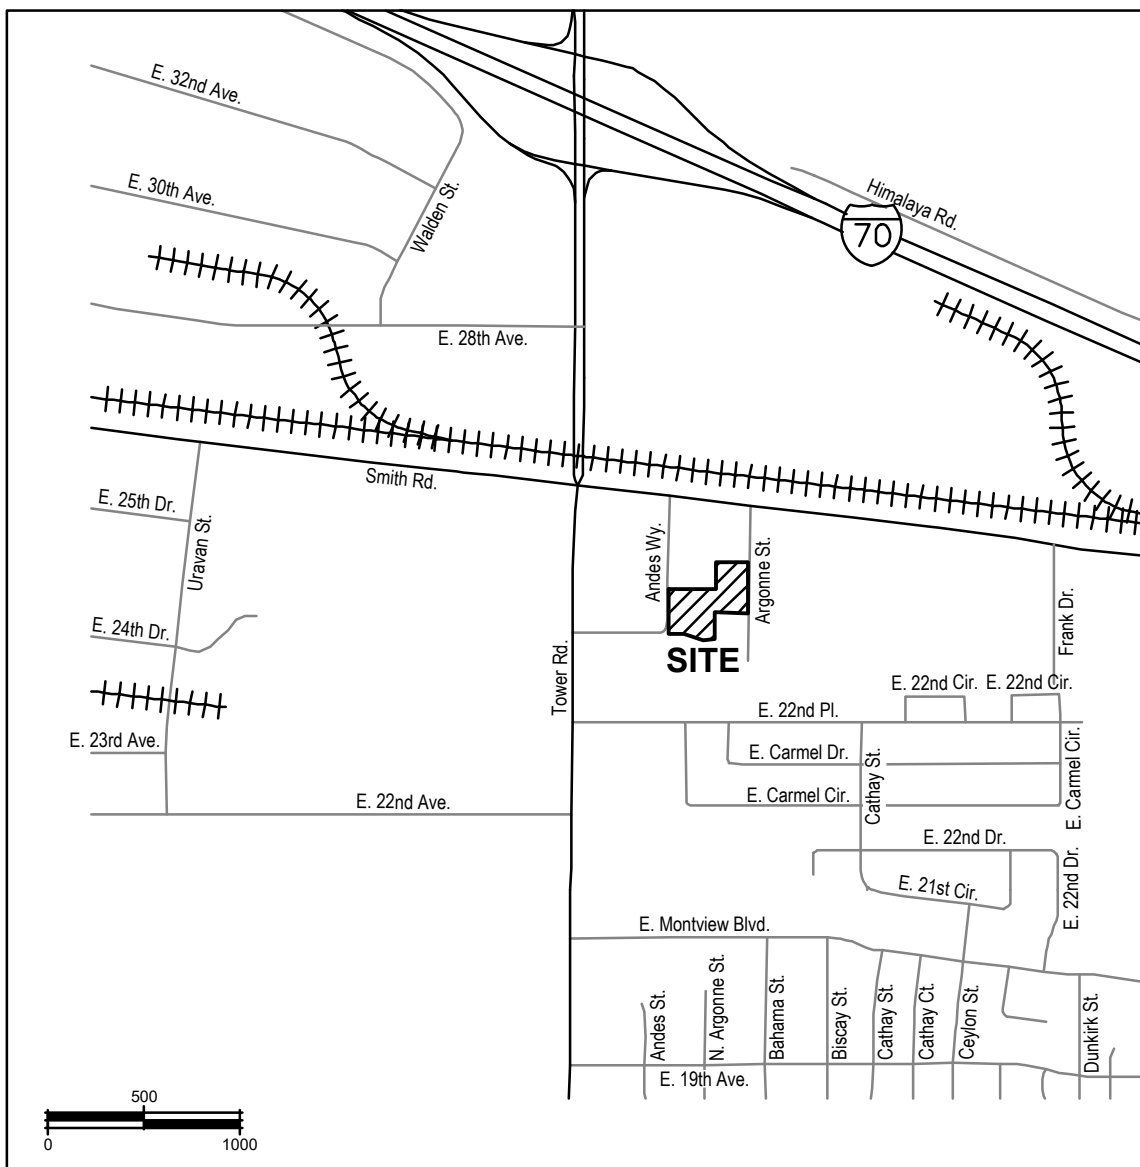 E. 32nd Ave.
E. 30th Ave.
Walden St.
Himalaya Rd.
70
E. 28th Ave.
Smith Rd.
E. 25th Dr.
Uravan St.
Andes Wy.
Argonne St.
Frank Dr.
E. 24th Dr.
SITE
Tower Rd.
E. 22nd Cir.
E. 22nd Cir.
E. 22nd Pl.
E. 23rd Ave.
E. Carmel Dr.
Cathay St.
E. Carmel Cir.
E. Carmel Cir.
E. 22nd Ave.
E. 22nd Dr.
E. 22nd Dr.
E. 21st Cir.
E. Montview Blvd.
Andes St.
N. Argonne St.
Bahama St.
Biscay St.
Cathay St.
Cathay Ct.
Ceylon St.
Dunkirk St.
E. 19th Ave.
500
0
1000